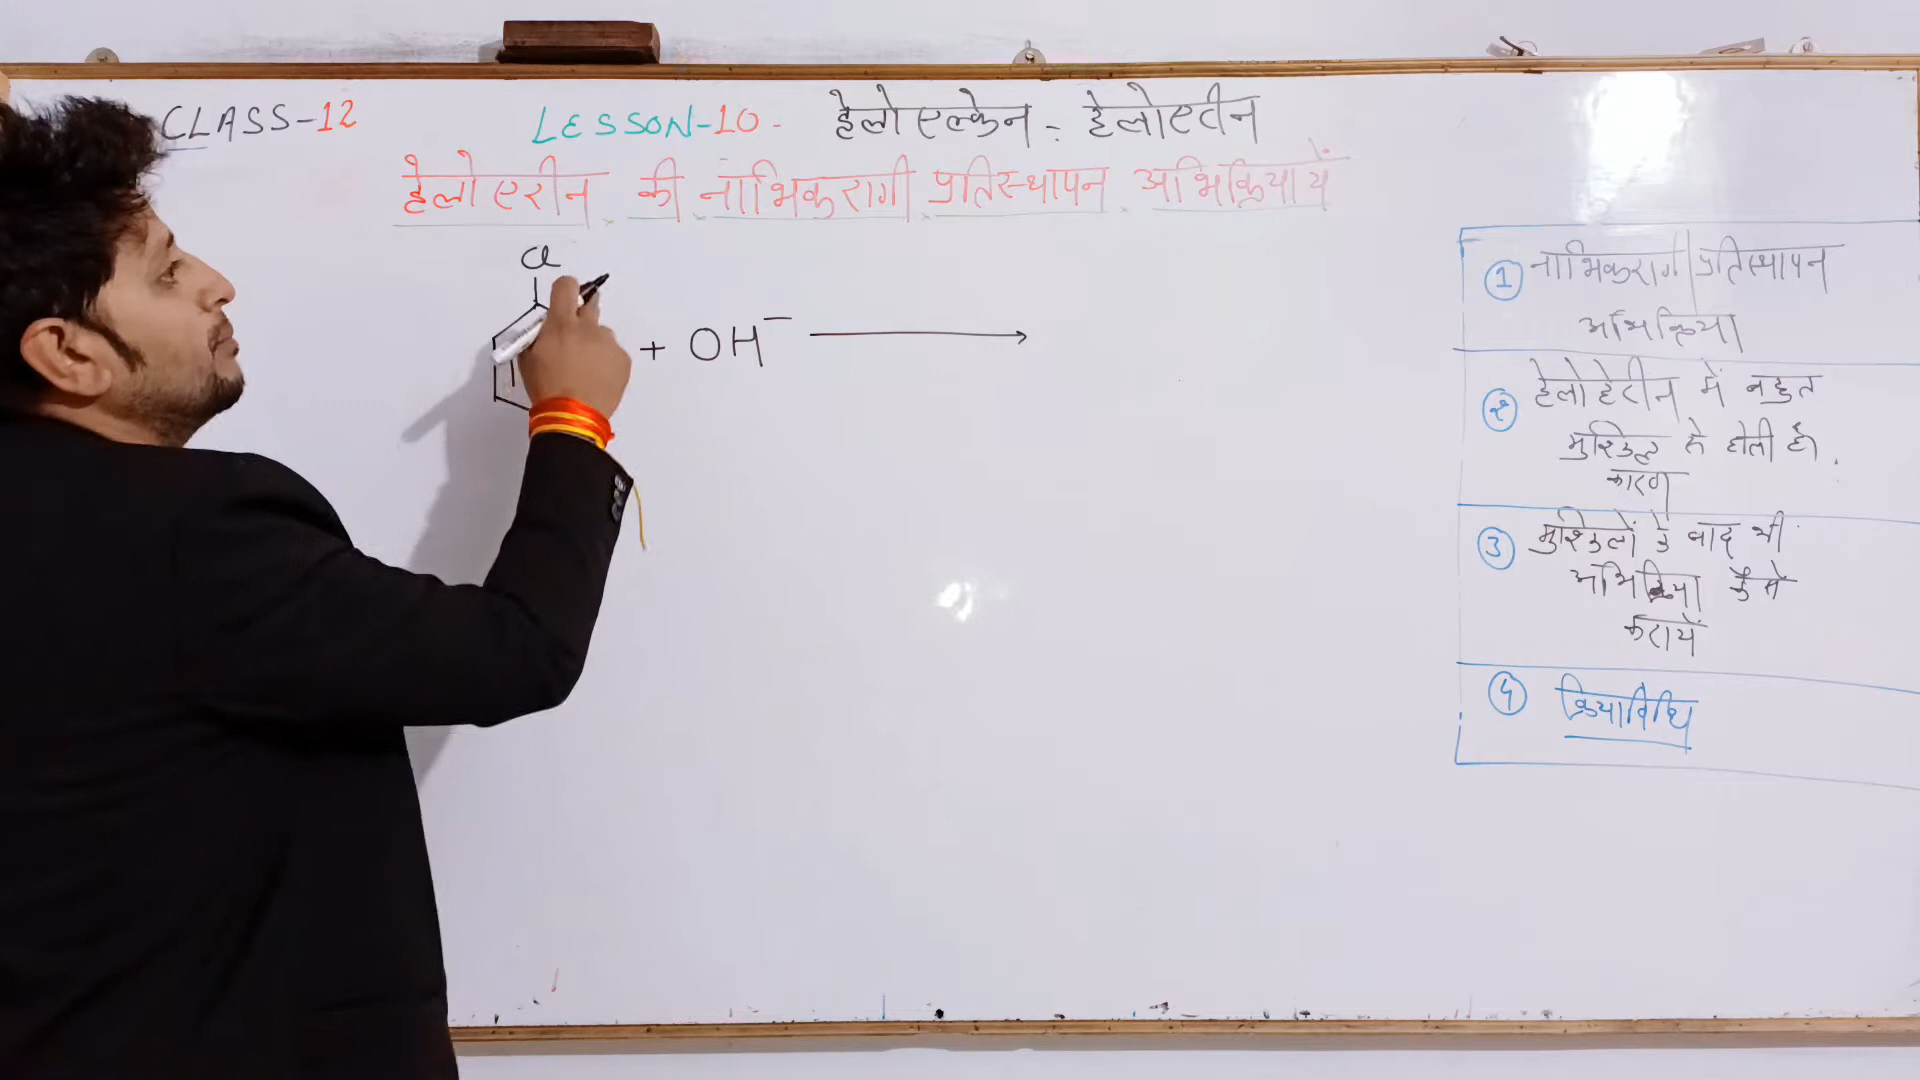 CLASS-12
LESSON-10- हेलोएल्केन - हेलोएरीन
हेलोएरीन की नाभिकरागी प्रतिस्थापन अभिक्रियायें
Cl
+ OH⁻ →
① नाभिकरागी प्रतिस्थापन
अभिक्रिया
② हेलोहेरीन में बहुत
मुश्किल से होती है।
कारण
③ मुश्किलों के बाद भी
अभिक्रिया कैसे
करायें
④ क्रियाविधि